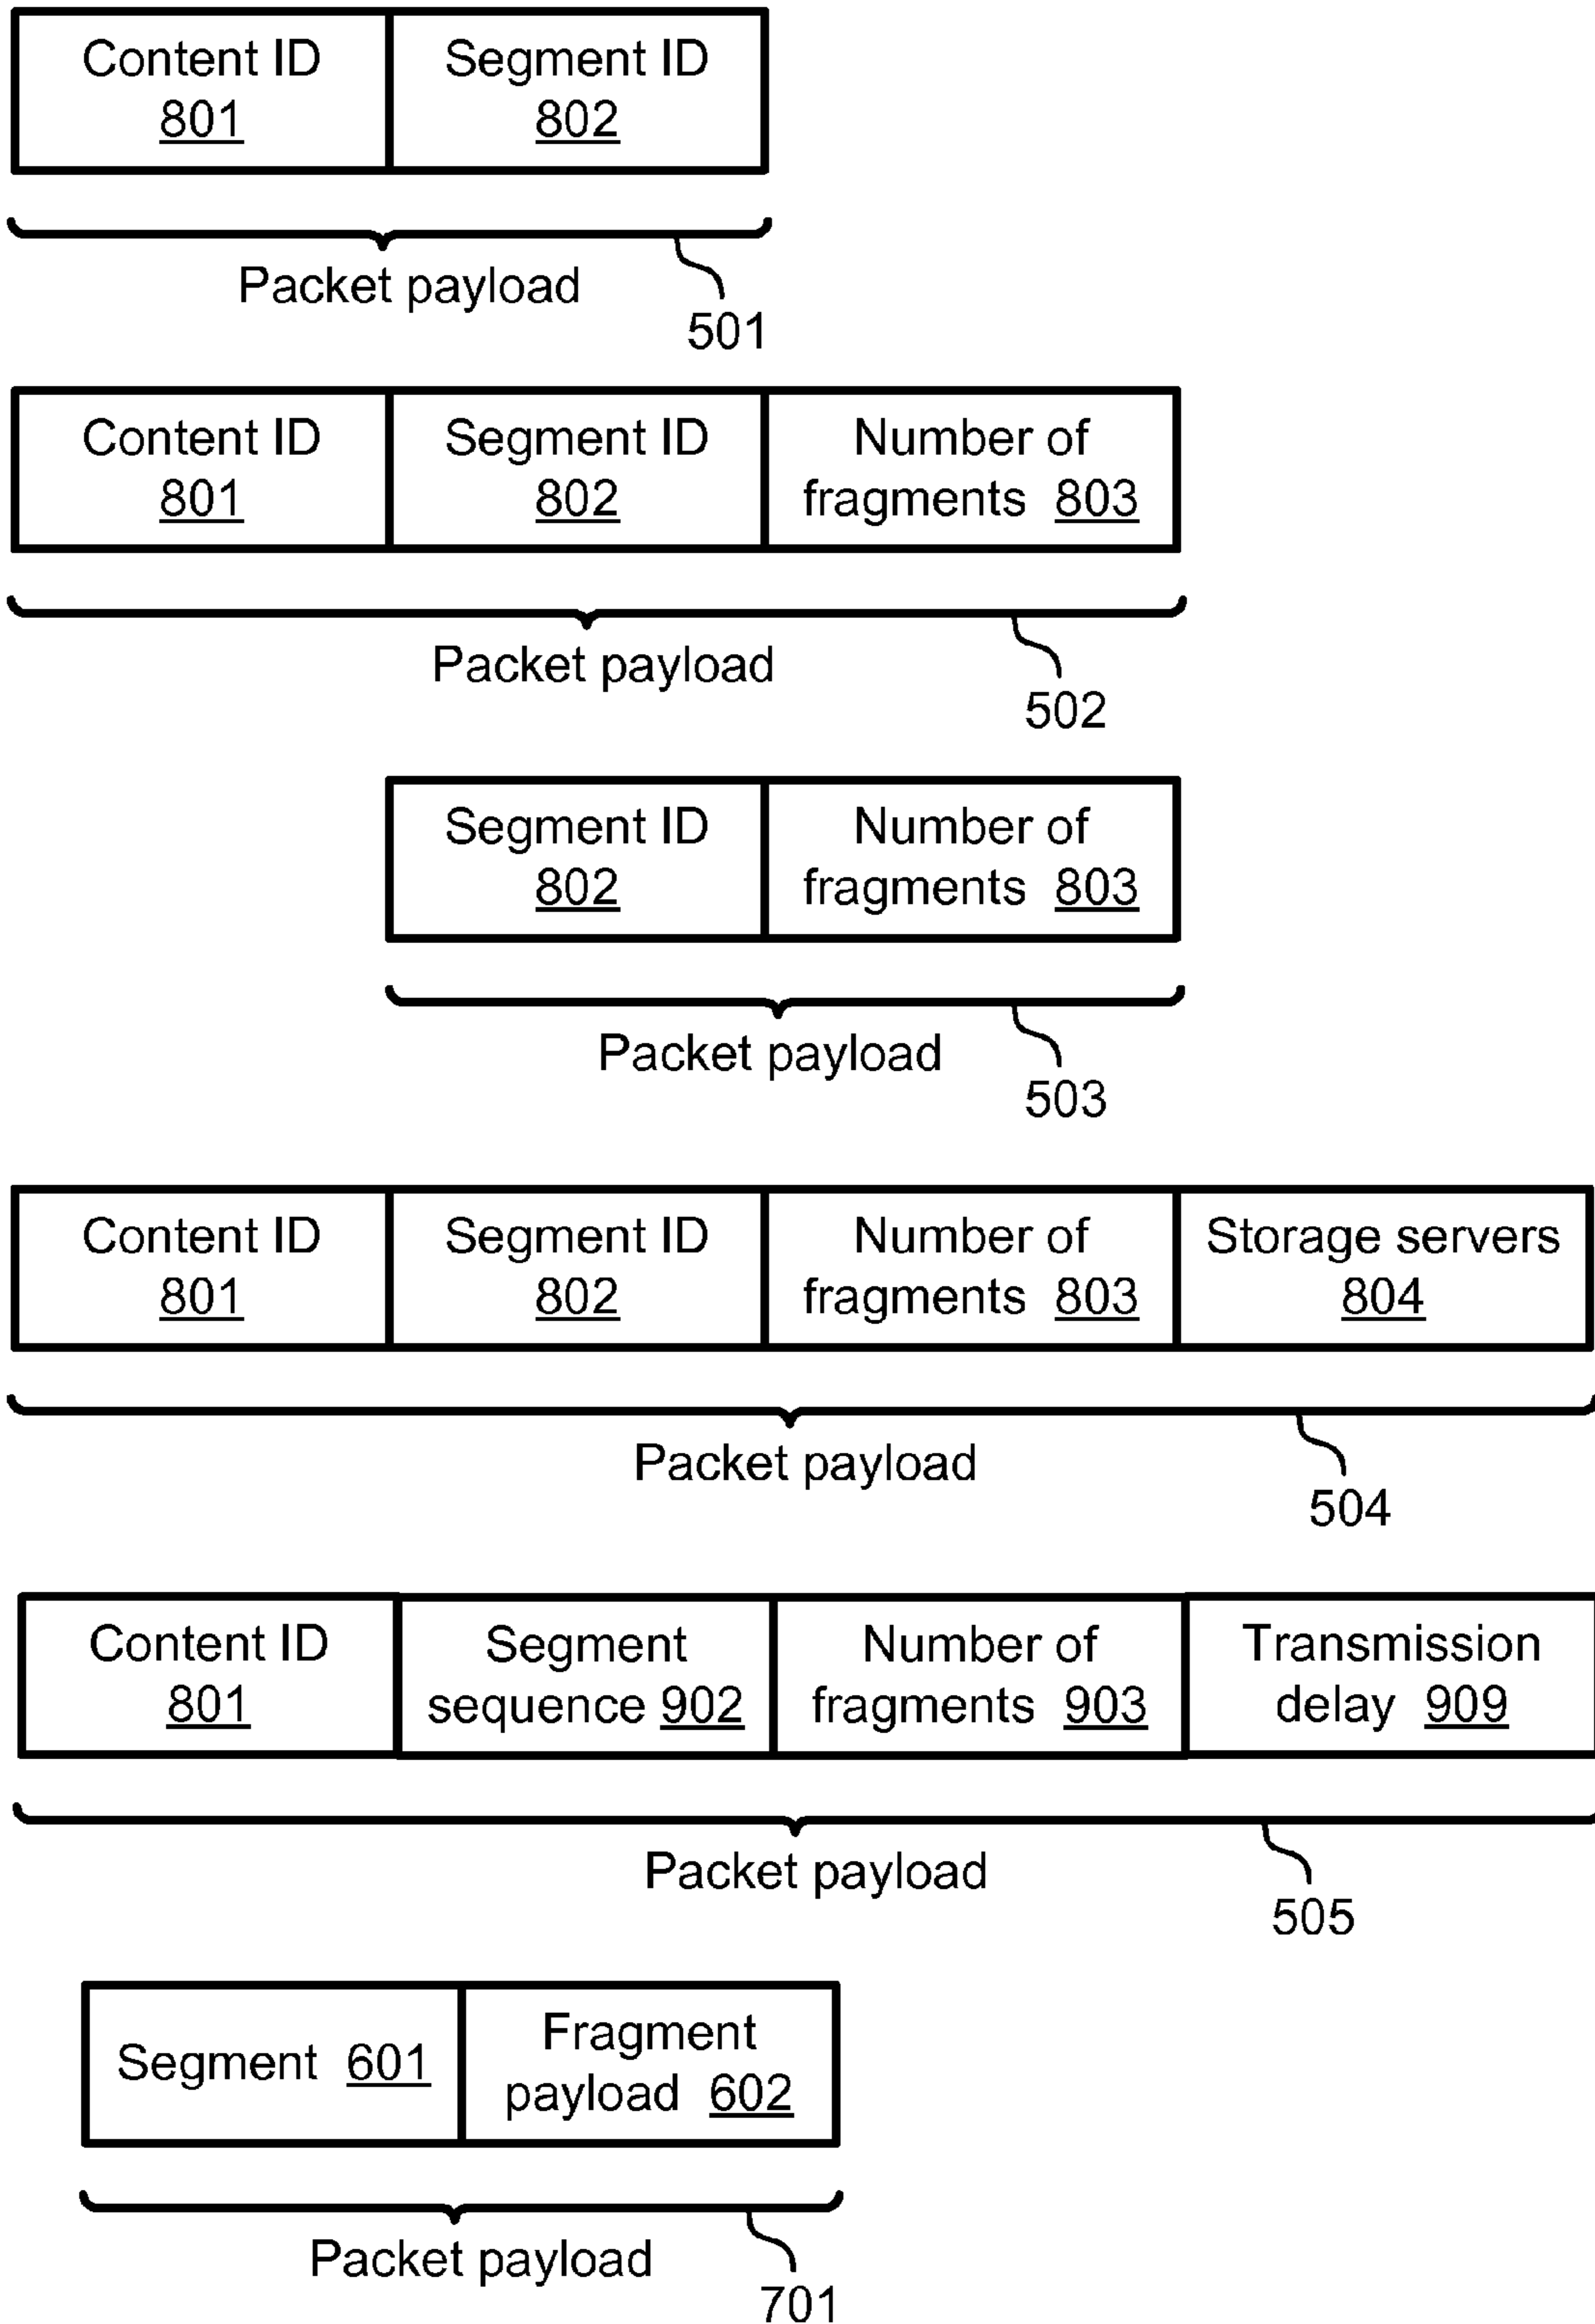 Content ID Segment ID
801 802
Packet payload
501
Content ID Segment ID Number of
801 802 fragments 803
Packet payload
502
Segment ID Number of
802 fragments 803
Packet payload
503
Content ID Segment ID Number of Storage servers
801 802 fragments 803 804
Packet payload
504
Content ID Segment Number of Transmission
801 sequence 902 fragments 903 delay 909
Packet payload
505
Segment 601 Fragment
payload 602
Packet payload
701